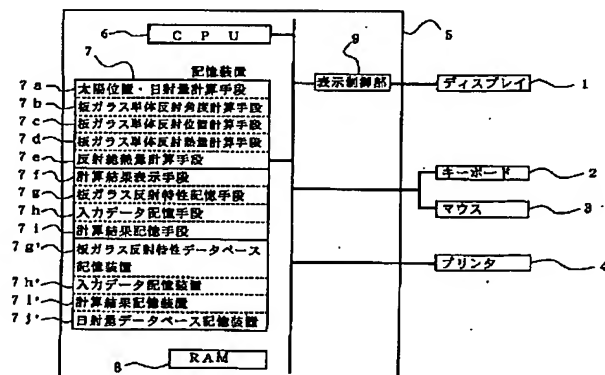 6
CPU
5
7
記憶装置
9
7a 太陽位置・日射量計算手段
表示制御部
ディスプレイ
1
7b 板ガラス単体反射角度計算手段
7c 板ガラス単体反射位置計算手段
7d 板ガラス単体反射熱量計算手段
7e 反射総熱量計算手段
7f 計算結果表示手段
7g 板ガラス反射特性記憶手段
キーボード
2
7h 入力データ記憶手段
マウス
3
7i 計算結果記憶手段
7g' 板ガラス反射特性データベース
記憶装置
プリンタ
4
7h' 入力データ記憶装置
7i' 計算結果記憶装置
7j' 日射量データベース記憶装置
8
RAM